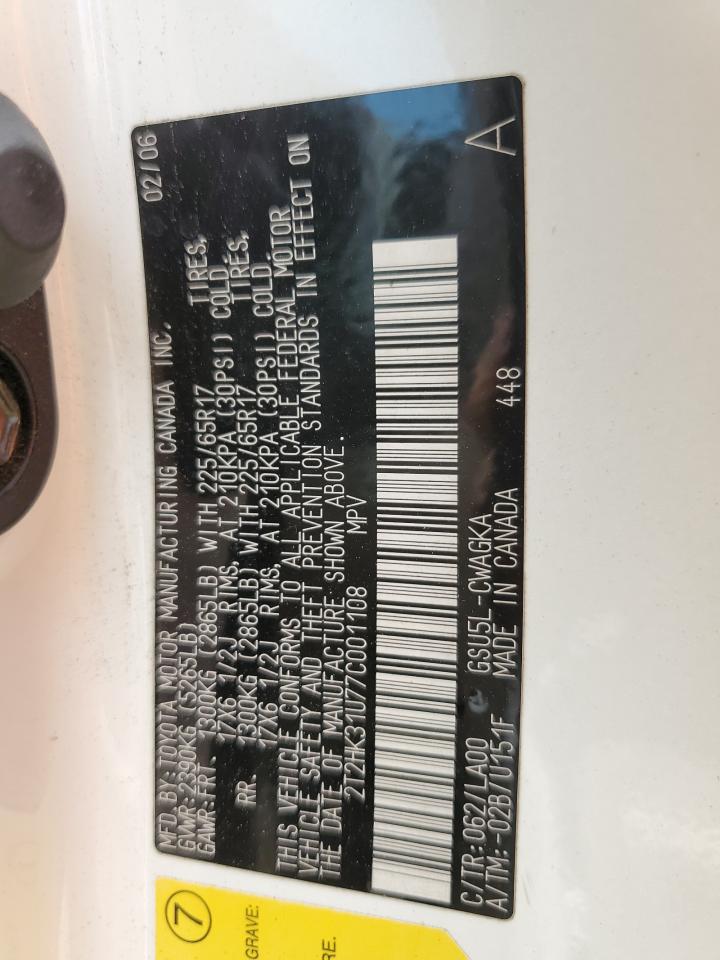 MFD. BY: TOYOTA MOTOR MANUFACTURING CANADA INC. 02/06
GVWR: 2390KG (5265LB)
GAWR: FRT 1300KG (2865LB) WITH 225/65R17 TIRES,
17X6 1/2J RIMS, AT 210KPA (30PSI) COLD.
RR. 1300KG (2865LB) WITH 225/65R17 TIRES,
17X6 1/2J RIMS, AT 210KPA (30PSI) COLD.
THIS VEHICLE CONFORMS TO ALL APPLICABLE FEDERAL MOTOR
VEHICLE SAFETY AND THEFT PREVENTION STANDARDS IN EFFECT ON
THE DATE OF MANUFACTURE SHOWN ABOVE.
2T2HK31U77C001108 MPV
C/TR: 062/LA00 GSU5L-CWAGKA 448 A
A/TM: -02B/U151F MADE IN CANADA
7
GRAVE:
RE.